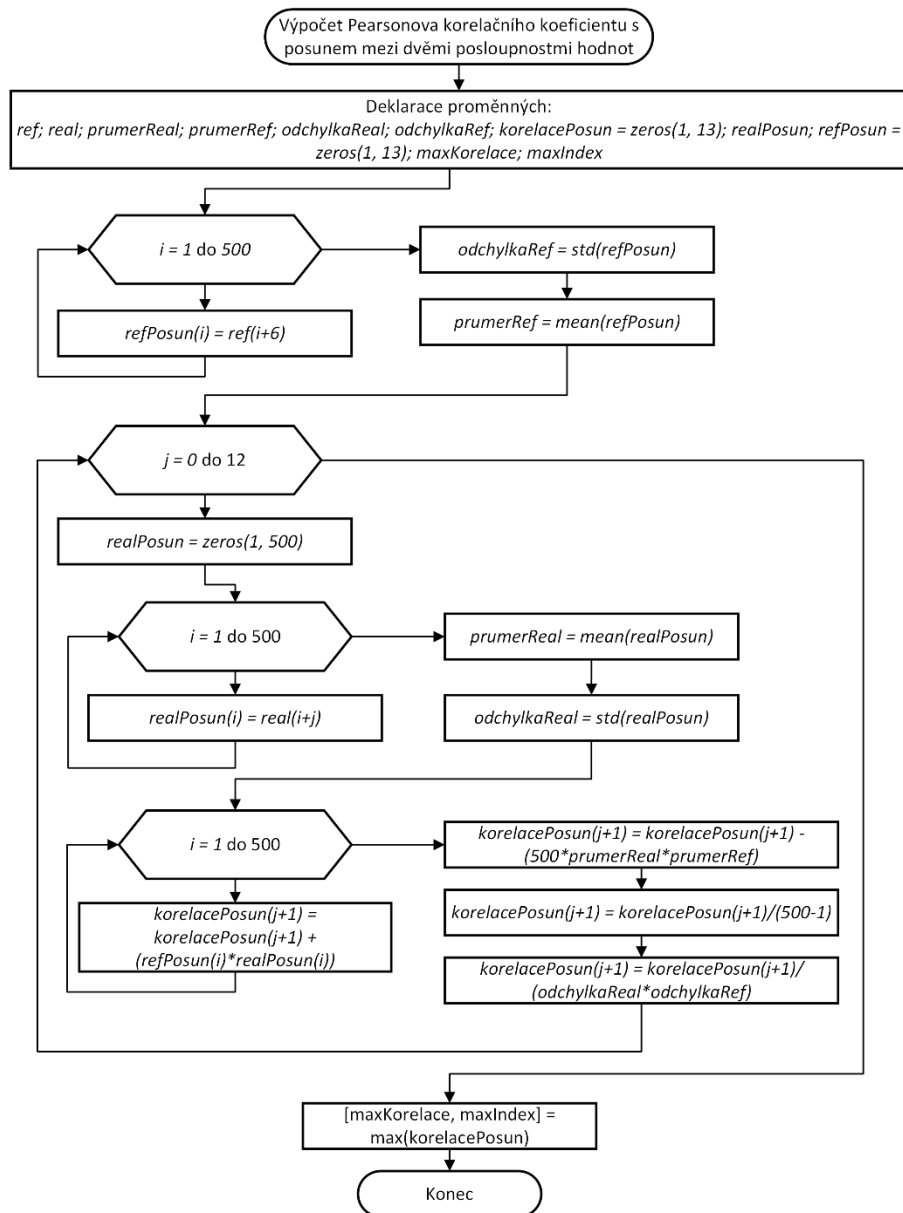 Výpočet Pearsonova korelačního koeficientu s
posunem mezi dvěmi posloupnostmi hodnot
Deklarace proměnných:
ref; real; prumerReal; prumerRef; odchylkaReal; odchylkaRef; korelacePosun = zeros(1, 13); realPosun; refPosun =
zeros(1, 13); maxKorelace; maxIndex
i = 1 do 500
odchylkaRef = std(refPosun)
refPosun(i) = ref(i+6)
prumerRef = mean(refPosun)
j = 0 do 12
realPosun = zeros(1, 500)
i = 1 do 500
prumerReal = mean(realPosun)
realPosun(i) = real(i+j)
odchylkaReal = std(realPosun)
i = 1 do 500
korelacePosun(j+1) = korelacePosun(j+1) -
(500*prumerReal*prumerRef)
korelacePosun(j+1) =
korelacePosun(j+1) +
(refPosun(i)*realPosun(i))
korelacePosun(j+1) = korelacePosun(j+1)/(500-1)
korelacePosun(j+1) = korelacePosun(j+1)/
(odchylkaReal*odchylkaRef)
[maxKorelace, maxIndex] =
max(korelacePosun)
Konec